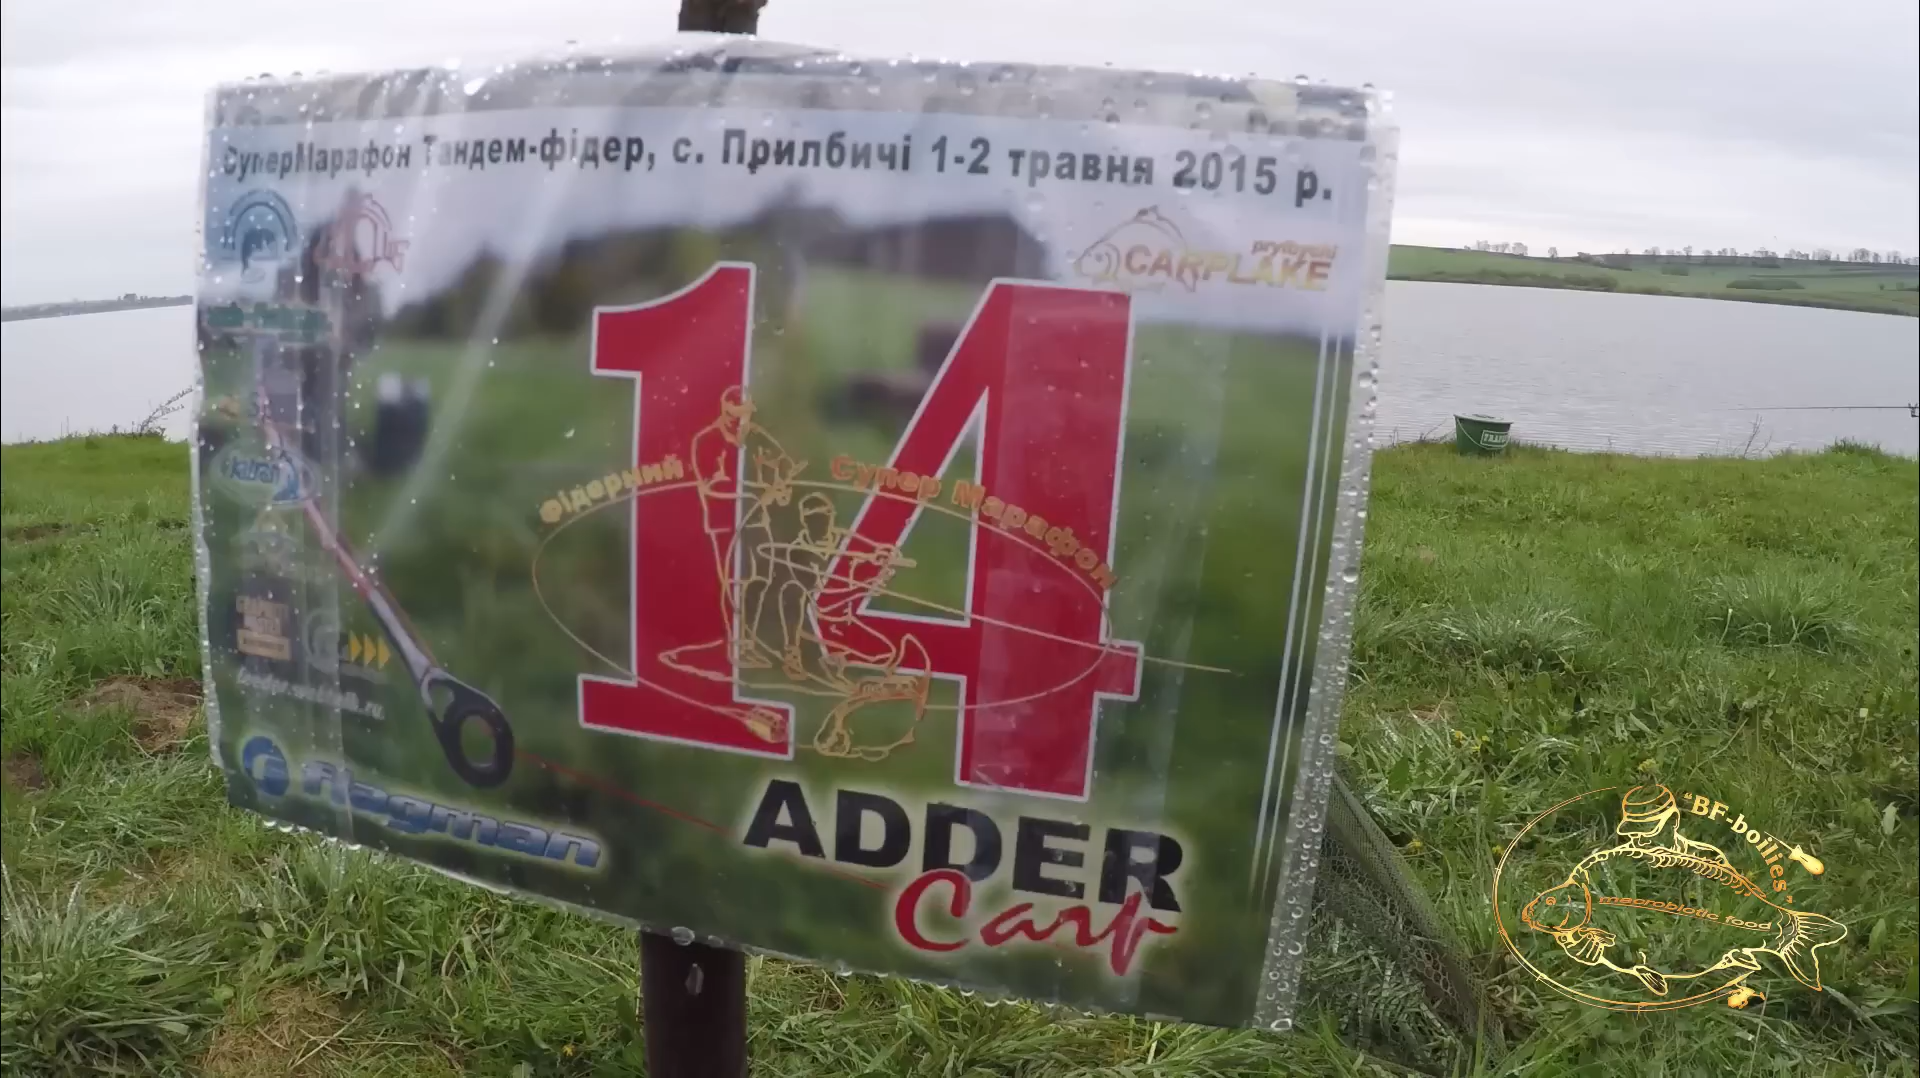 СуперМарафон Тандем-фідер, с. Прилбичі 1-2 травня 2015 р.
CARPLAKE
14
Фідерний Супер Марафон
katran
flagman
ADDER
Carp
"BF-boilies"
macrobiotic food